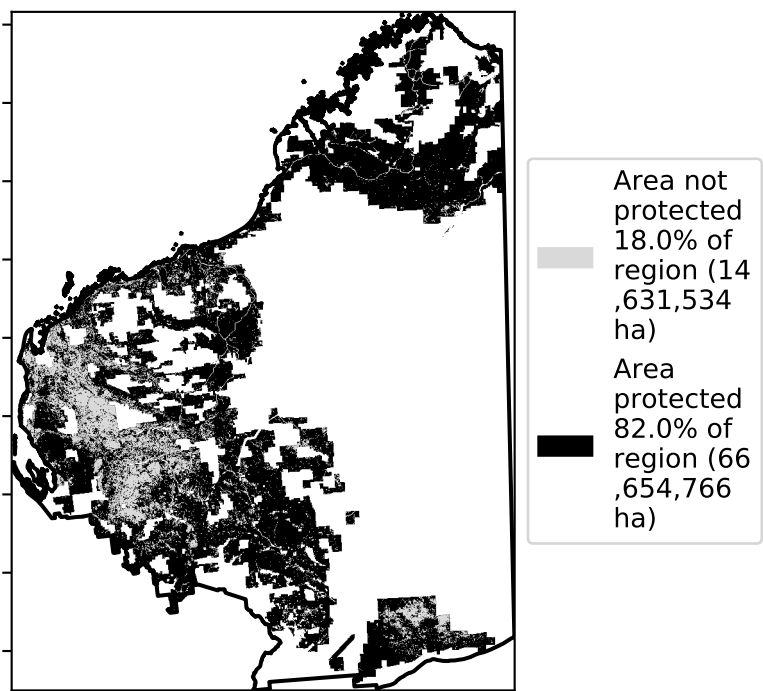 Area not
protected
18.0% of
region (14
,631,534
ha)
Area
protected
82.0% of
region (66
,654,766
ha)